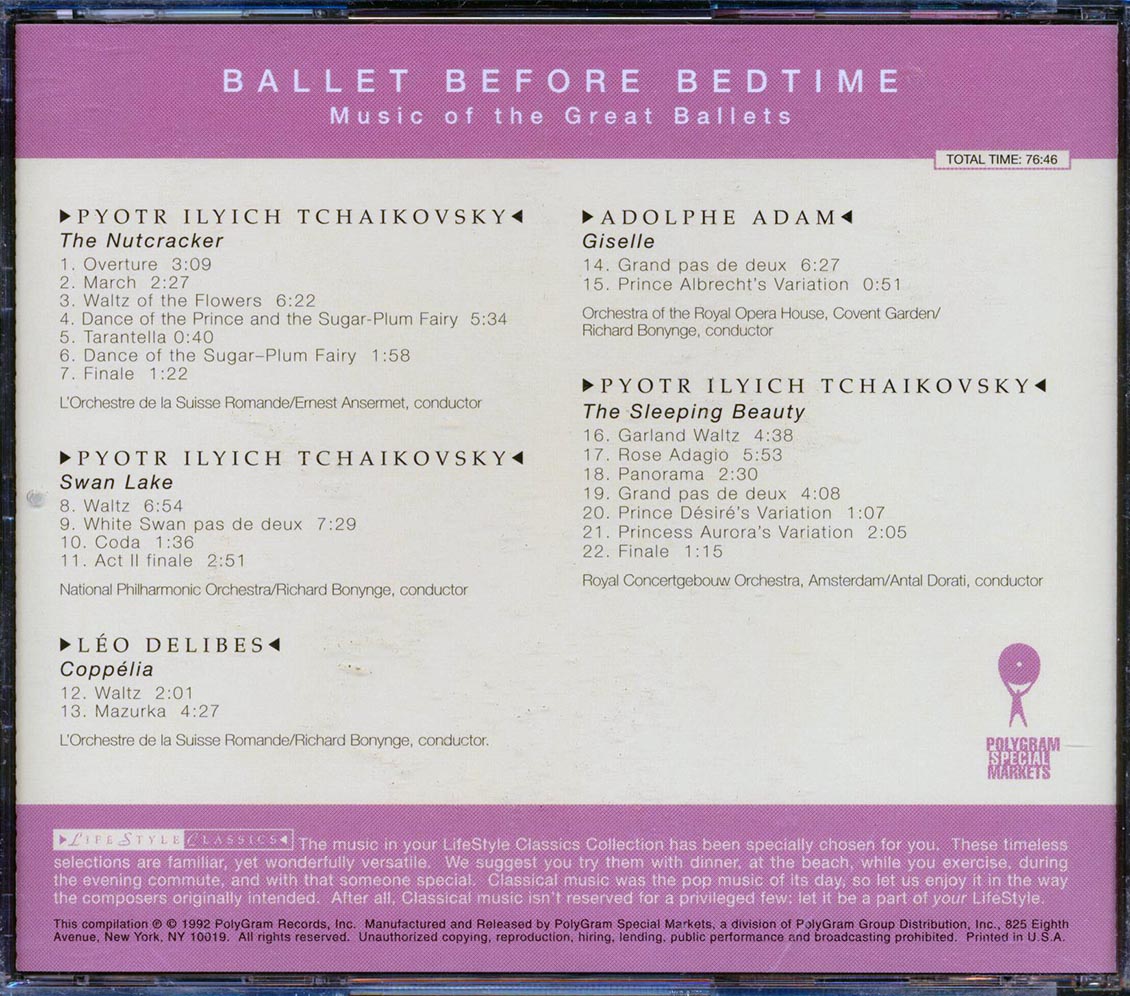 BALLET BEFORE BEDTIME
Music of the Great Ballets
TOTAL TIME: 76:46
PYOTR ILYICH TCHAIKOVSKY
The Nutcracker
1. Overture 3:09
2. March 2:27
3. Waltz of the Flowers 6:22
4. Dance of the Prince and the Sugar-Plum Fairy 5:34
5. Tarantella 0:40
6. Dance of the Sugar–Plum Fairy 1:58
7. Finale 1:22
L'Orchestre de la Suisse Romande/Ernest Ansermet, conductor
PYOTR ILYICH TCHAIKOVSKY
Swan Lake
8. Waltz 6:54
9. White Swan pas de deux 7:29
10. Coda 1:36
11. Act II finale 2:51
National Philharmonic Orchestra/Richard Bonynge, conductor
LÉO DELIBES
Coppélia
12. Waltz 2:01
13. Mazurka 4:27
L'Orchestre de la Suisse Romande/Richard Bonynge, conductor.
ADOLPHE ADAM
Giselle
14. Grand pas de deux 6:27
15. Prince Albrecht's Variation 0:51
Orchestra of the Royal Opera House, Covent Garden/
Richard Bonynge, conductor
PYOTR ILYICH TCHAIKOVSKY
The Sleeping Beauty
16. Garland Waltz 4:38
17. Rose Adagio 5:53
18. Panorama 2:30
19. Grand pas de deux 4:08
20. Prince Désiré's Variation 1:07
21. Princess Aurora's Variation 2:05
22. Finale 1:15
Royal Concertgebouw Orchestra, Amsterdam/Antal Dorati, conductor
POLYGRAM
SPECIAL
MARKETS
LIFESTYLE CLASSICS The music in your LifeStyle Classics Collection has been specially chosen for you. These timeless
selections are familiar, yet wonderfully versatile. We suggest you try them with dinner, at the beach, while you exercise, during
the evening commute, and with that someone special. Classical music was the pop music of its day, so let us enjoy it in the way
the composers originally intended. After all, Classical music isn't reserved for a privileged few: let it be a part of your LifeStyle.
This compilation ℗ © 1992 PolyGram Records, Inc. Manufactured and Released by PolyGram Special Markets, a division of PolyGram Group Distribution, Inc., 825 Eighth
Avenue, New York, NY 10019. All rights reserved. Unauthorized copying, reproduction, hiring, lending, public performance and broadcasting prohibited. Printed in U.S.A.